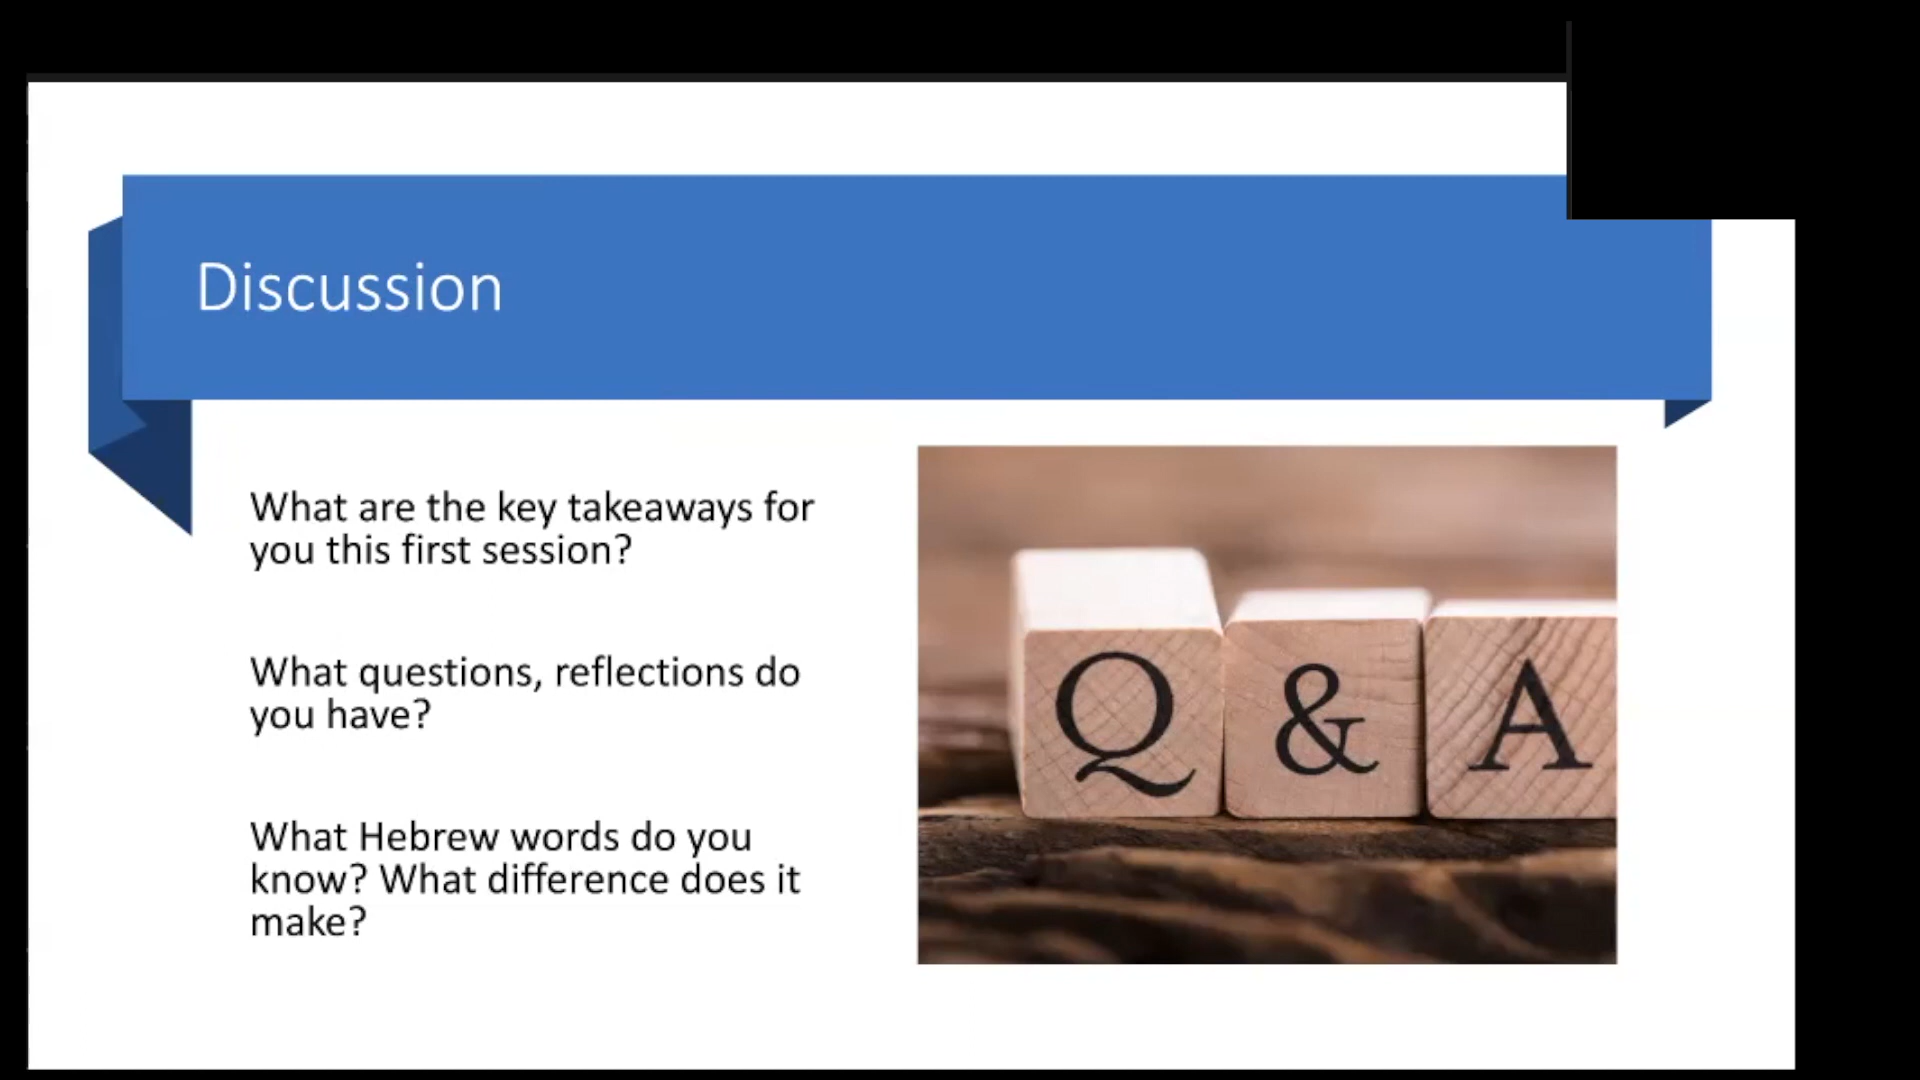 Discussion
What are the key takeaways for
you this first session?
What questions, reflections do
you have?
What Hebrew words do you
know? What difference does it
make?
Q & A